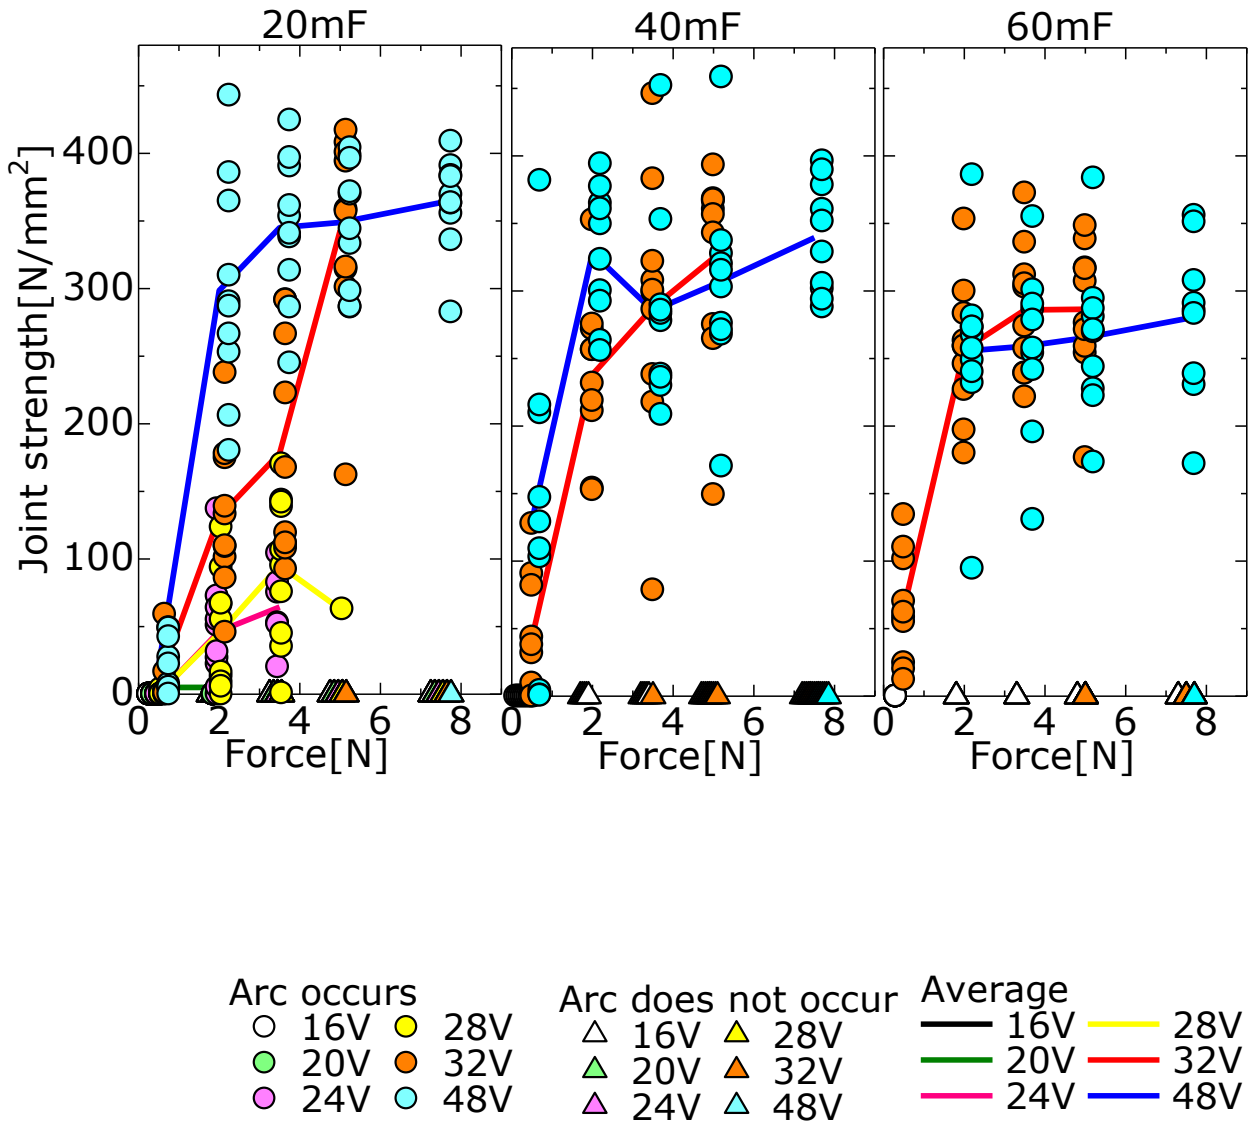 20mF 40mF 60mF
Joint strength[N/mm²]
400
300
200
100
0
0 2 4 6 8 0 2 4 6 8 0 2 4 6 8
Force[N] Force[N] Force[N]
Arc occurs
16V 28V
20V 32V
24V 48V
Arc does not occur
16V 28V
20V 32V
24V 48V
Average
16V 28V
20V 32V
24V 48V